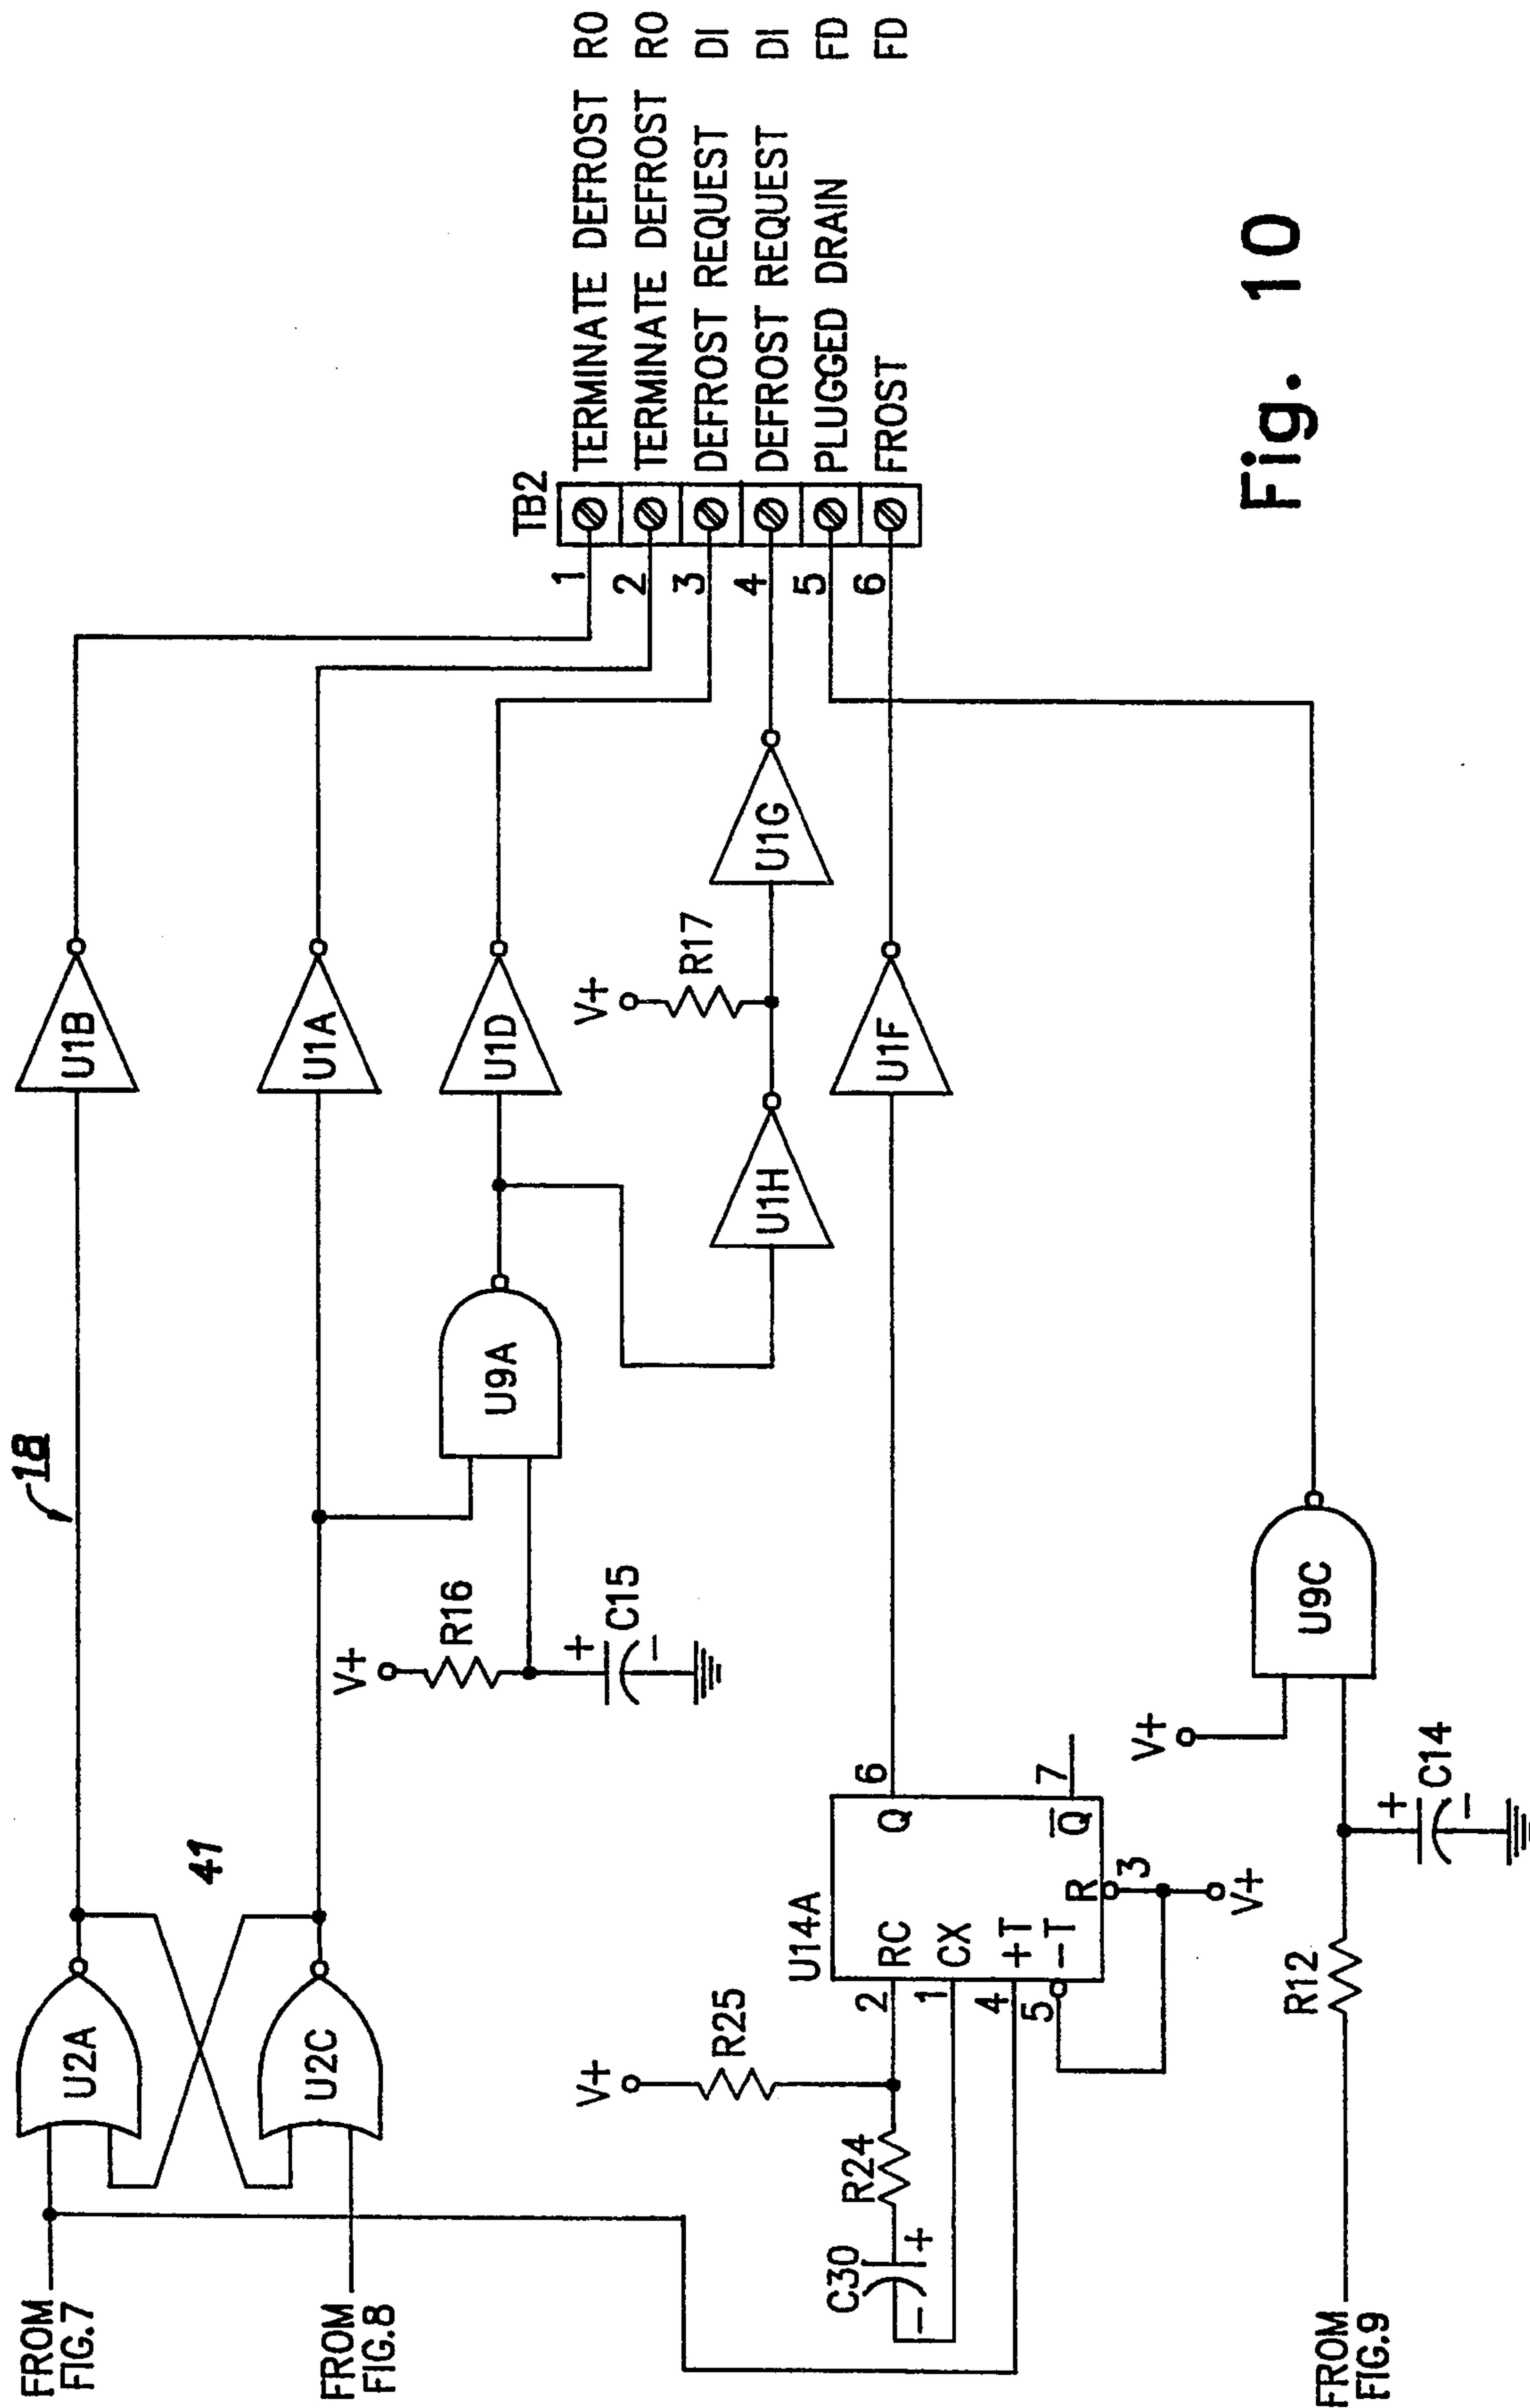 18
FROM
FIG.7
FROM
FIG.8
U2A
U2C
41
U1B
U1A
V+
R16
+
C15
-
U9A
U1D
U1H
V+
R17
U1G
V+
R25
R24
C30
- +
U14A
2 RC
1 CX
4 +T
5 -T
Q 6
Q 7
R 3
V+
U1F
FROM
FIG.9
R12
+
C14
-
V+
U9C
TB2
1 TERMINATE DEFROST RO
2 TERMINATE DEFROST RO
3 DEFROST REQUEST DI
4 DEFROST REQUEST DI
5 PLUGGED DRAIN FD
6 FROST FD
Fig. 10